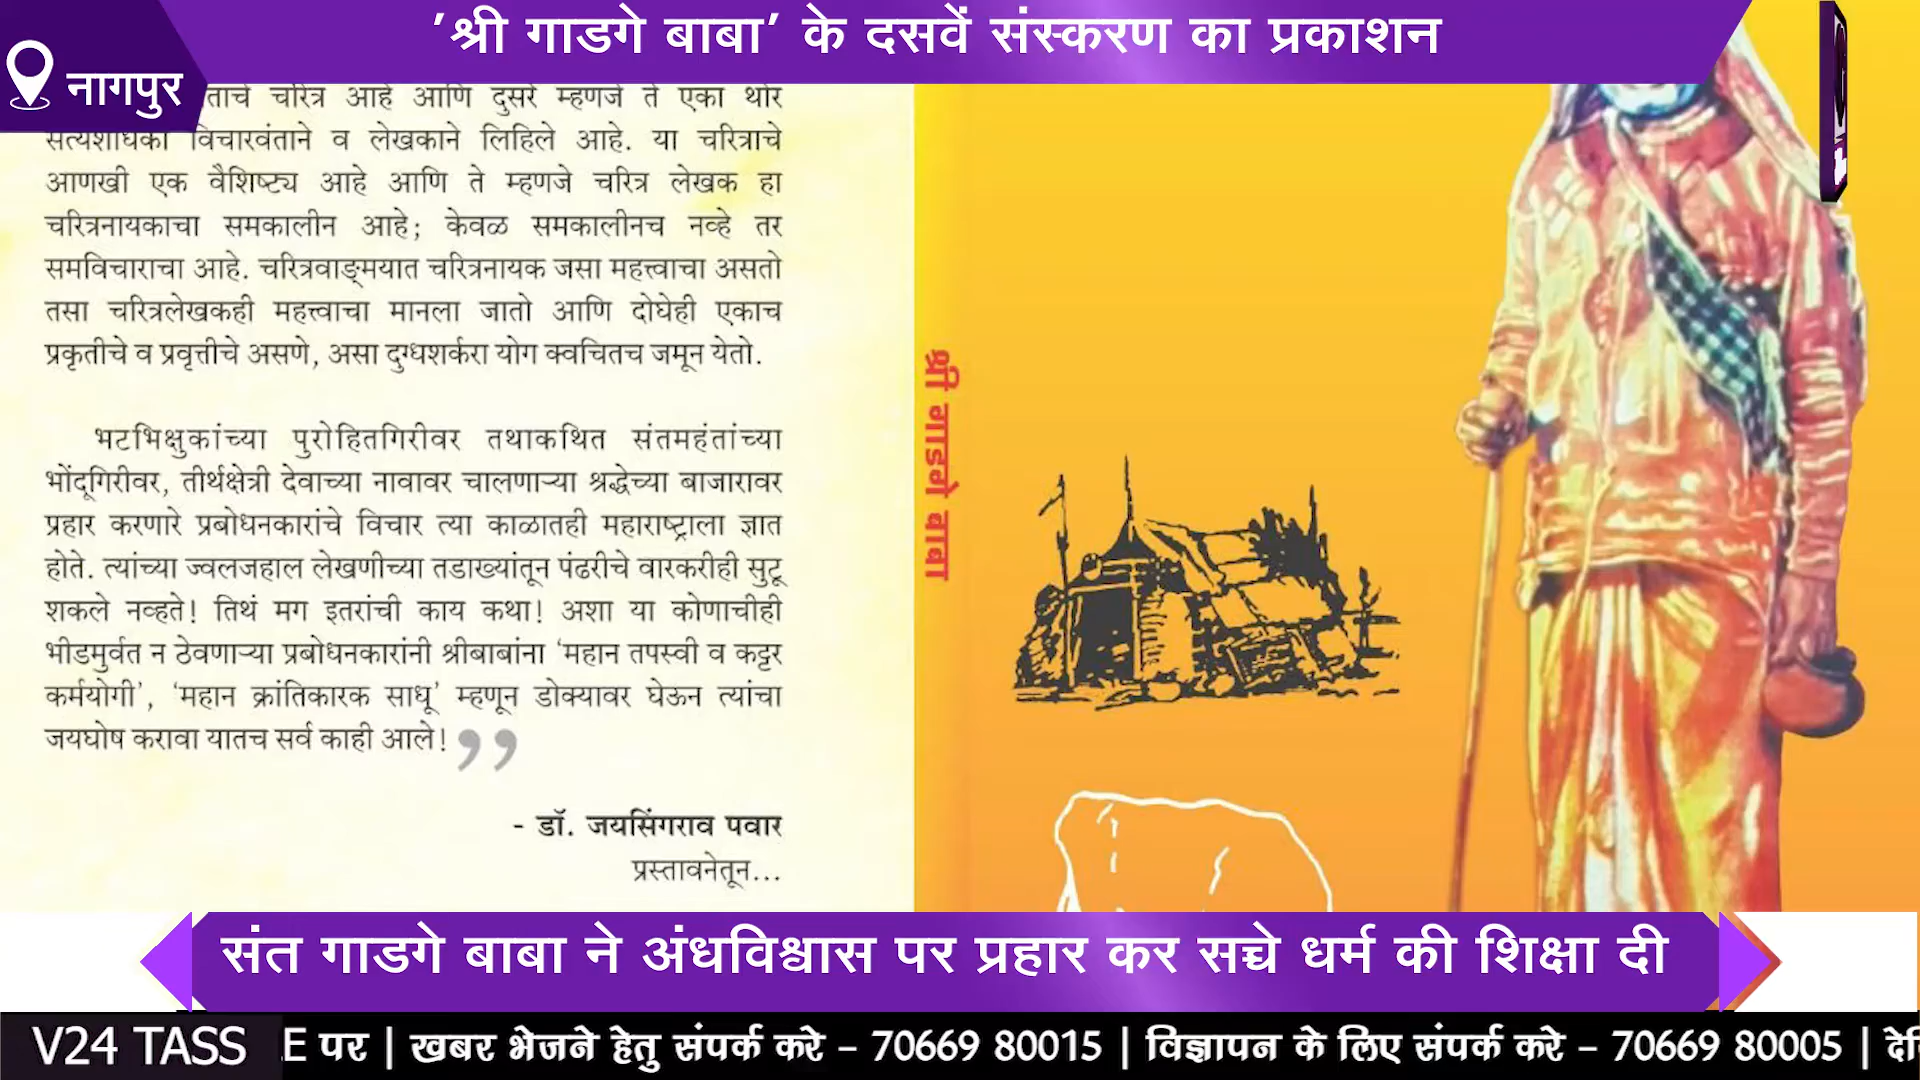 ’श्री गाडगे बाबा’ के दसवें संस्करण का प्रकाशन
नागपुर
ताचे चरित्र आहे आणि दुसरे म्हणजे ते एका थोर
सत्यशोधकी विचारवंताने व लेखकाने लिहिले आहे. या चरित्राचे
आणखी एक वैशिष्ट्य आहे आणि ते म्हणजे चरित्र लेखक हा
चरित्रनायकाचा समकालीन आहे; केवळ समकालीनच नव्हे तर
समविचाराचा आहे. चरित्रवाङ्मयात चरित्रनायक जसा महत्त्वाचा असतो
तसा चरित्रलेखकही महत्त्वाचा मानला जातो आणि दोघेही एकाच
प्रकृतीचे व प्रवृत्तीचे असणे, असा दुग्धशर्करा योग क्वचितच जमून येतो.
भटभिक्षुकांच्या पुरोहितगिरीवर तथाकथित संतमहंतांच्या
भोंदूगिरीवर, तीर्थक्षेत्री देवाच्या नावावर चालणाऱ्या श्रद्धेच्या बाजारावर
प्रहार करणारे प्रबोधनकारांचे विचार त्या काळातही महाराष्ट्राला ज्ञात
होते. त्यांच्या ज्वलजहाल लेखणीच्या तडाख्यांतून पंढरीचे वारकरीही सुटू
शकले नव्हते! तिथं मग इतरांची काय कथा! अशा या कोणाचीही
भीडमुर्वत न ठेवणाऱ्या प्रबोधनकारांनी श्रीबाबांना ‘महान तपस्वी व कट्टर
कर्मयोगी’, ‘महान क्रांतिकारक साधू’ म्हणून डोक्यावर घेऊन त्यांचा
जयघोष करावा यातच सर्व काही आले! ”
- डॉ. जयसिंगराव पवार
प्रस्तावनेतून...
श्री गाडगे बाबा
संत गाडगे बाबा ने अंधविश्वास पर प्रहार कर सच्चे धर्म की शिक्षा दी
V24 TASS E पर | खबर भेजने हेतु संपर्क करे – 70669 80015 | विज्ञापन के लिए संपर्क करे – 70669 80005 | दे